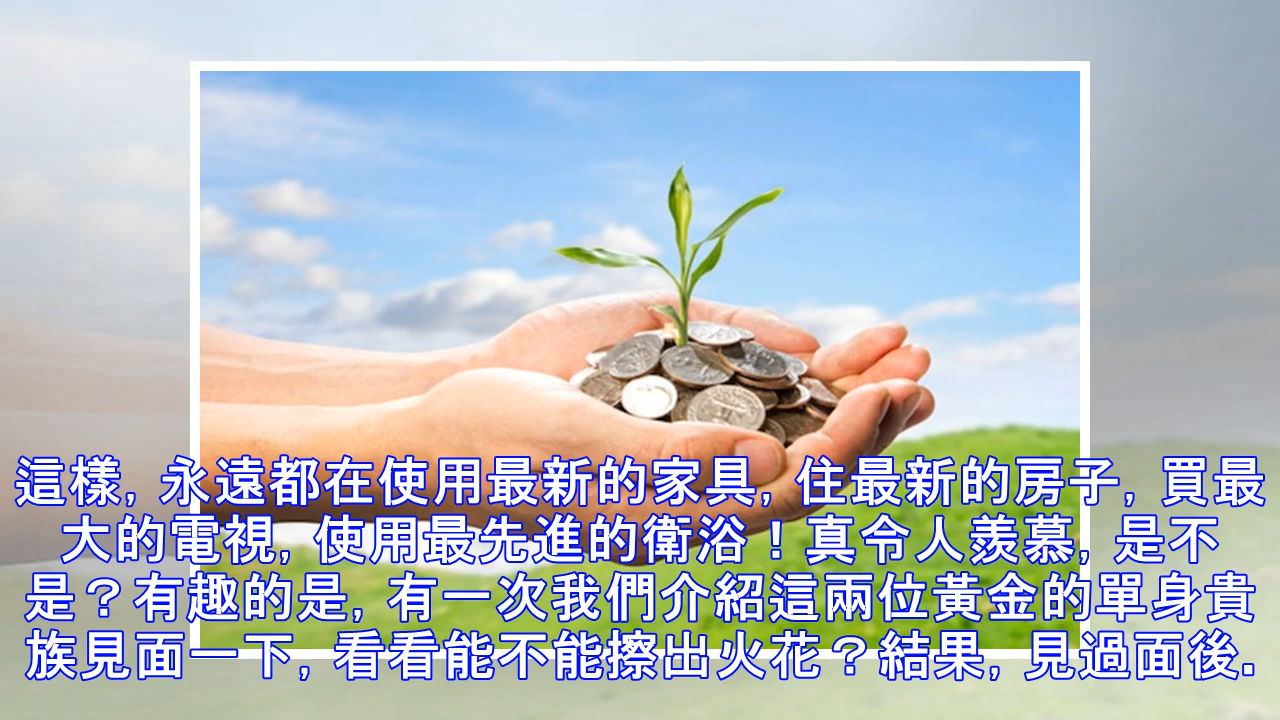 這樣, 永遠都在使用最新的家具, 住最新的房子, 買最
大的電視, 使用最先進的衛浴！真令人羨慕, 是不
是？有趣的是, 有一次我們介紹這兩位黃金的單身貴
族見面一下, 看看能不能擦出火花？結果, 見過面後.